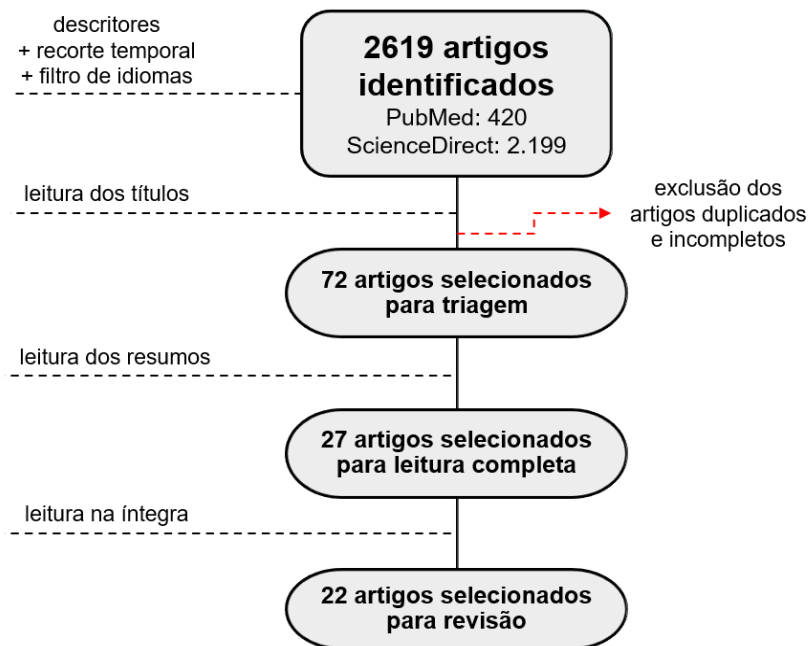 descritores
+ recorte temporal
+ filtro de idiomas
2619 artigos
identificados
PubMed: 420
ScienceDirect: 2.199
leitura dos títulos
exclusão dos
artigos duplicados
e incompletos
72 artigos selecionados
para triagem
leitura dos resumos
27 artigos selecionados
para leitura completa
leitura na íntegra
22 artigos selecionados
para revisão